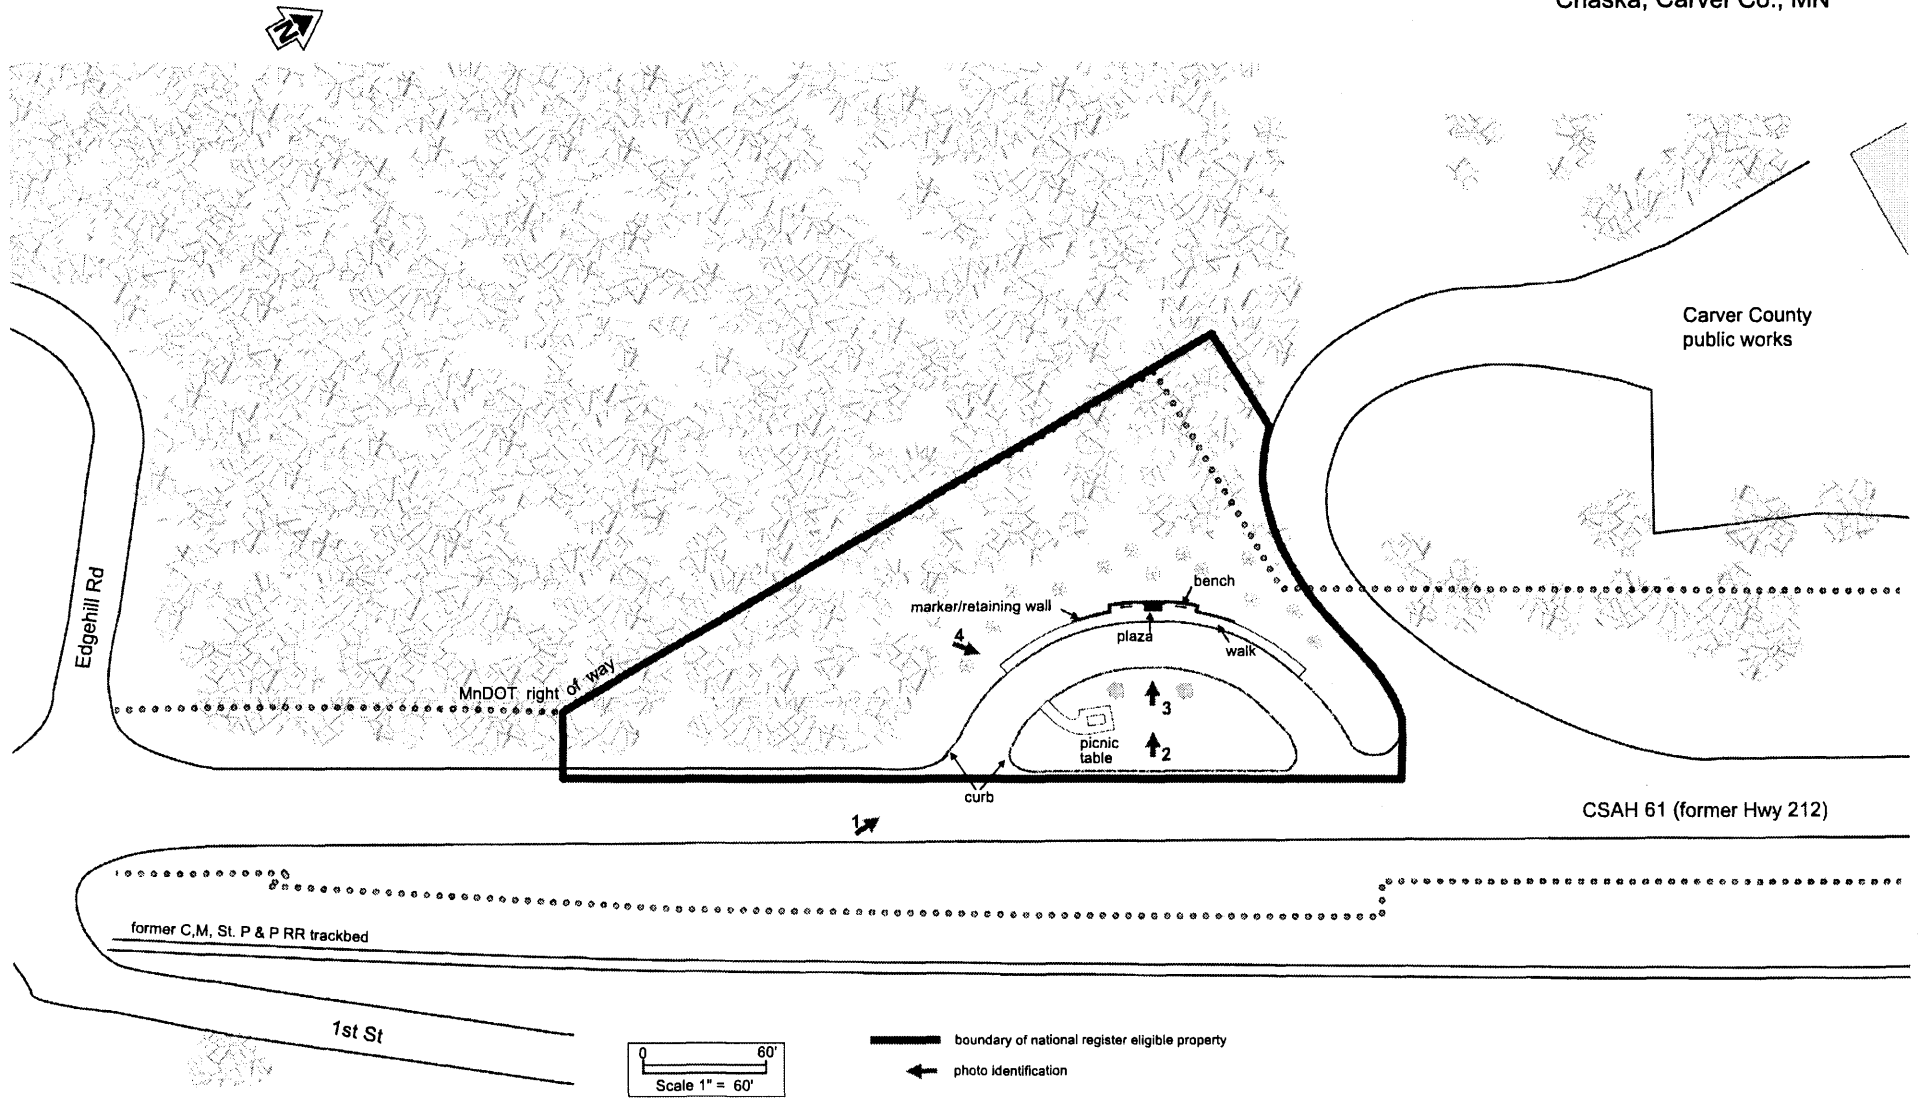 Chaska, Carver Co., MN
N
Carver County
public works
Edgehill Rd
bench
marker/retaining wall
plaza
walk
4
MnDOT right of way
3
picnic
table
2
curb
1
CSAH 61 (former Hwy 212)
former C,M, St. P & P RR trackbed
1st St
0 60'
Scale 1" = 60'
boundary of national register eligible property
photo identification